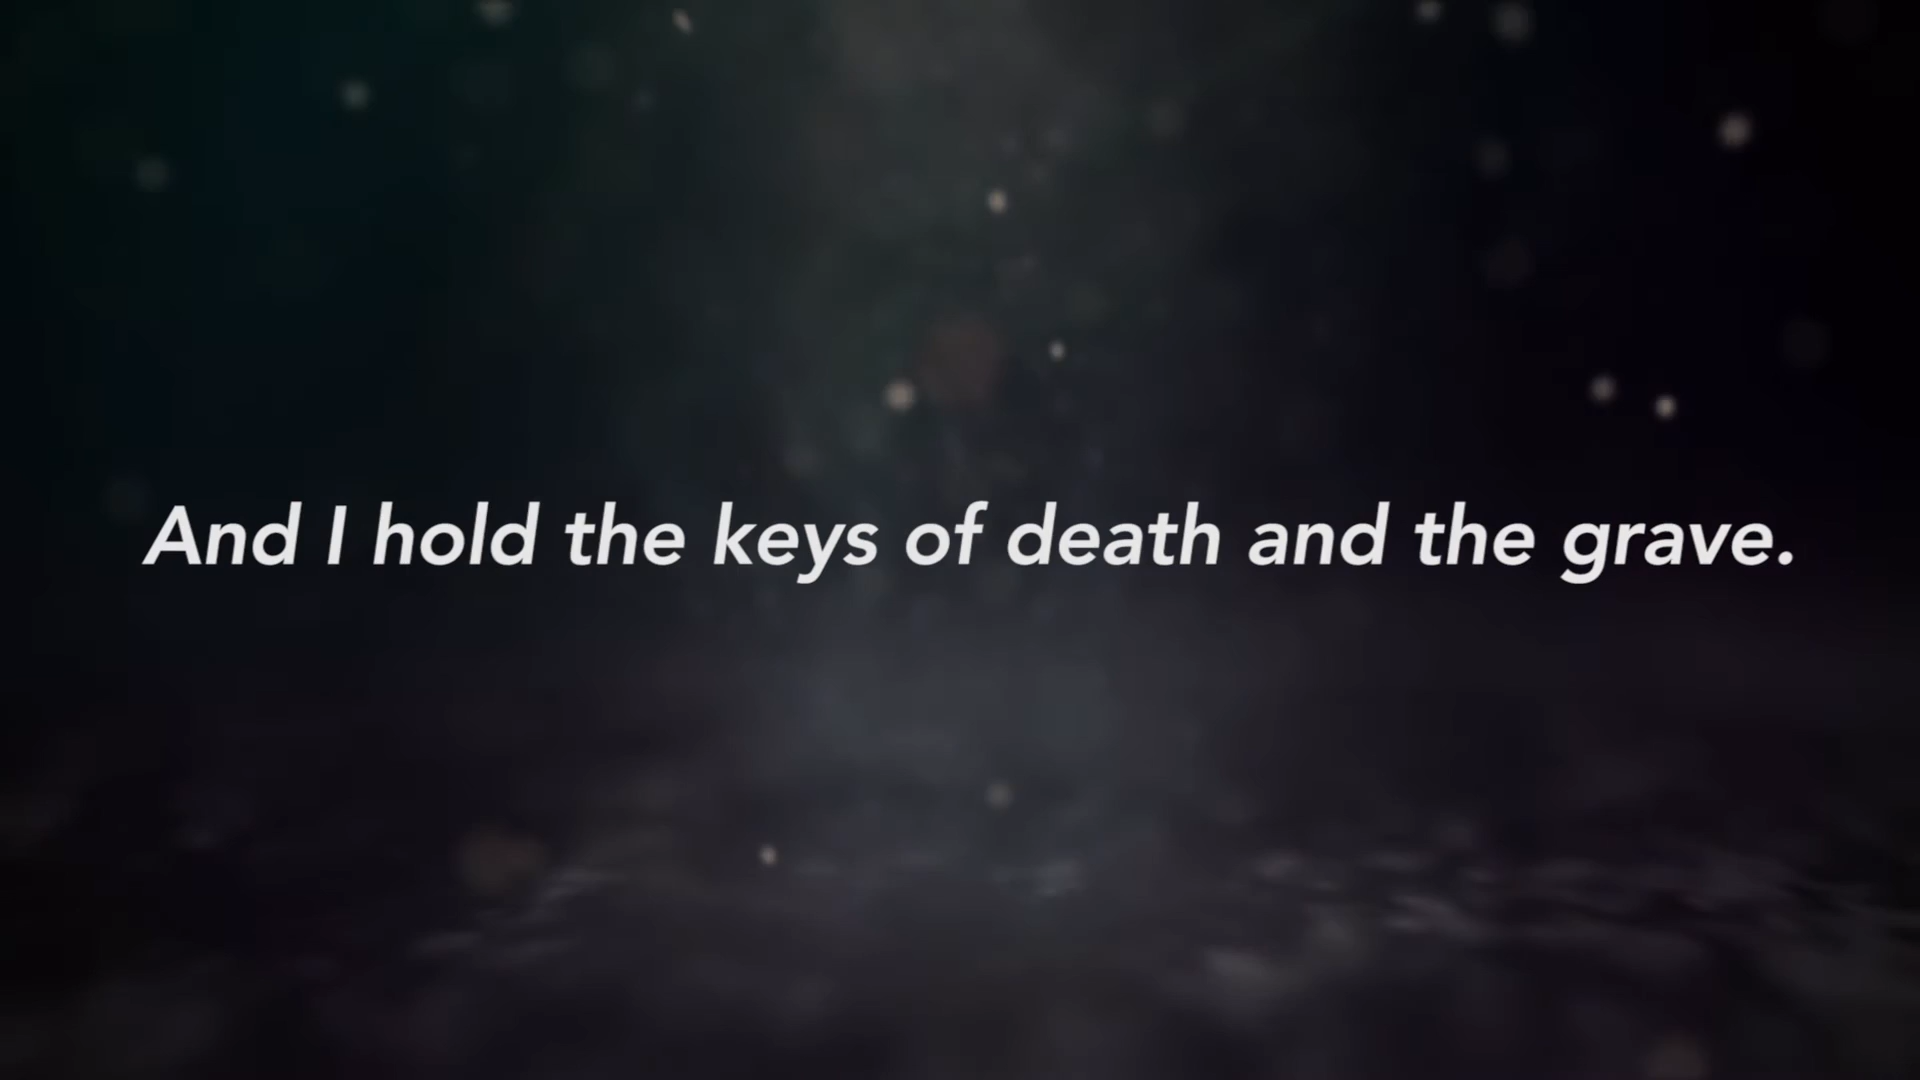 And I hold the keys of death and the grave.